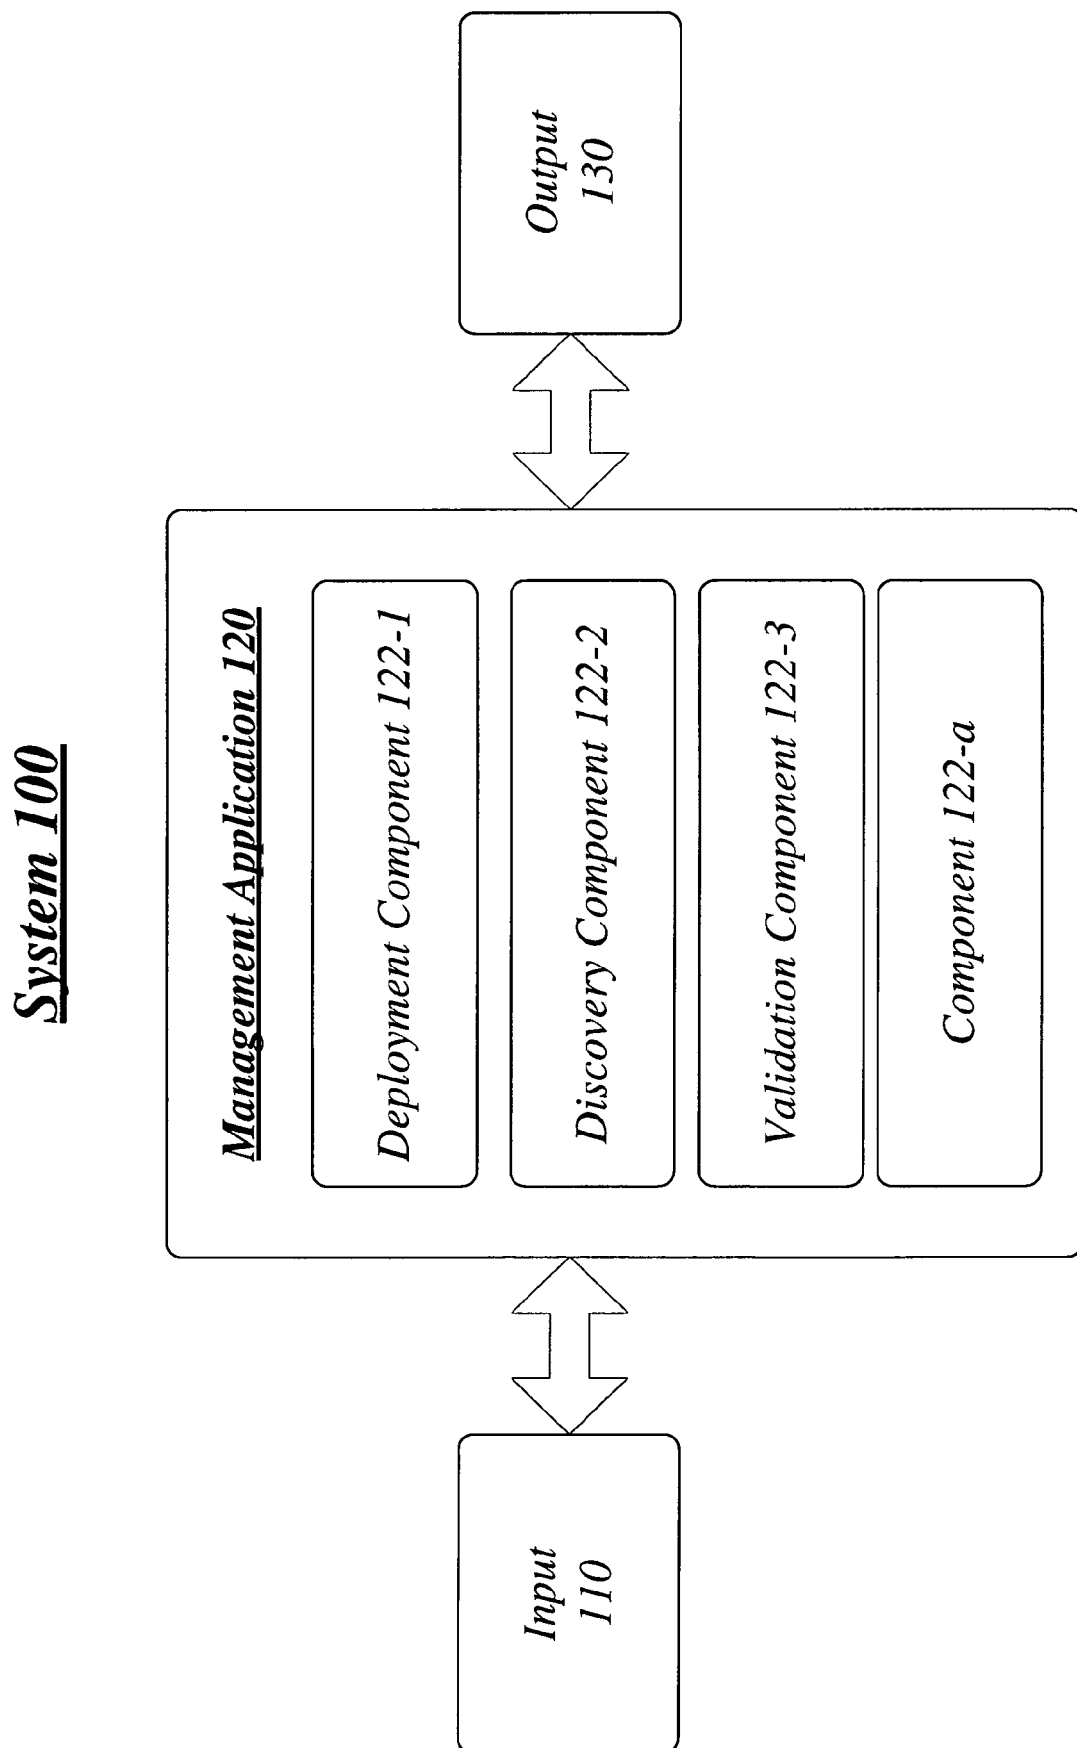 System 100
Management Application 120
Deployment Component 122-1
Discovery Component 122-2
Validation Component 122-3
Component 122-a
Input
110
Output
130